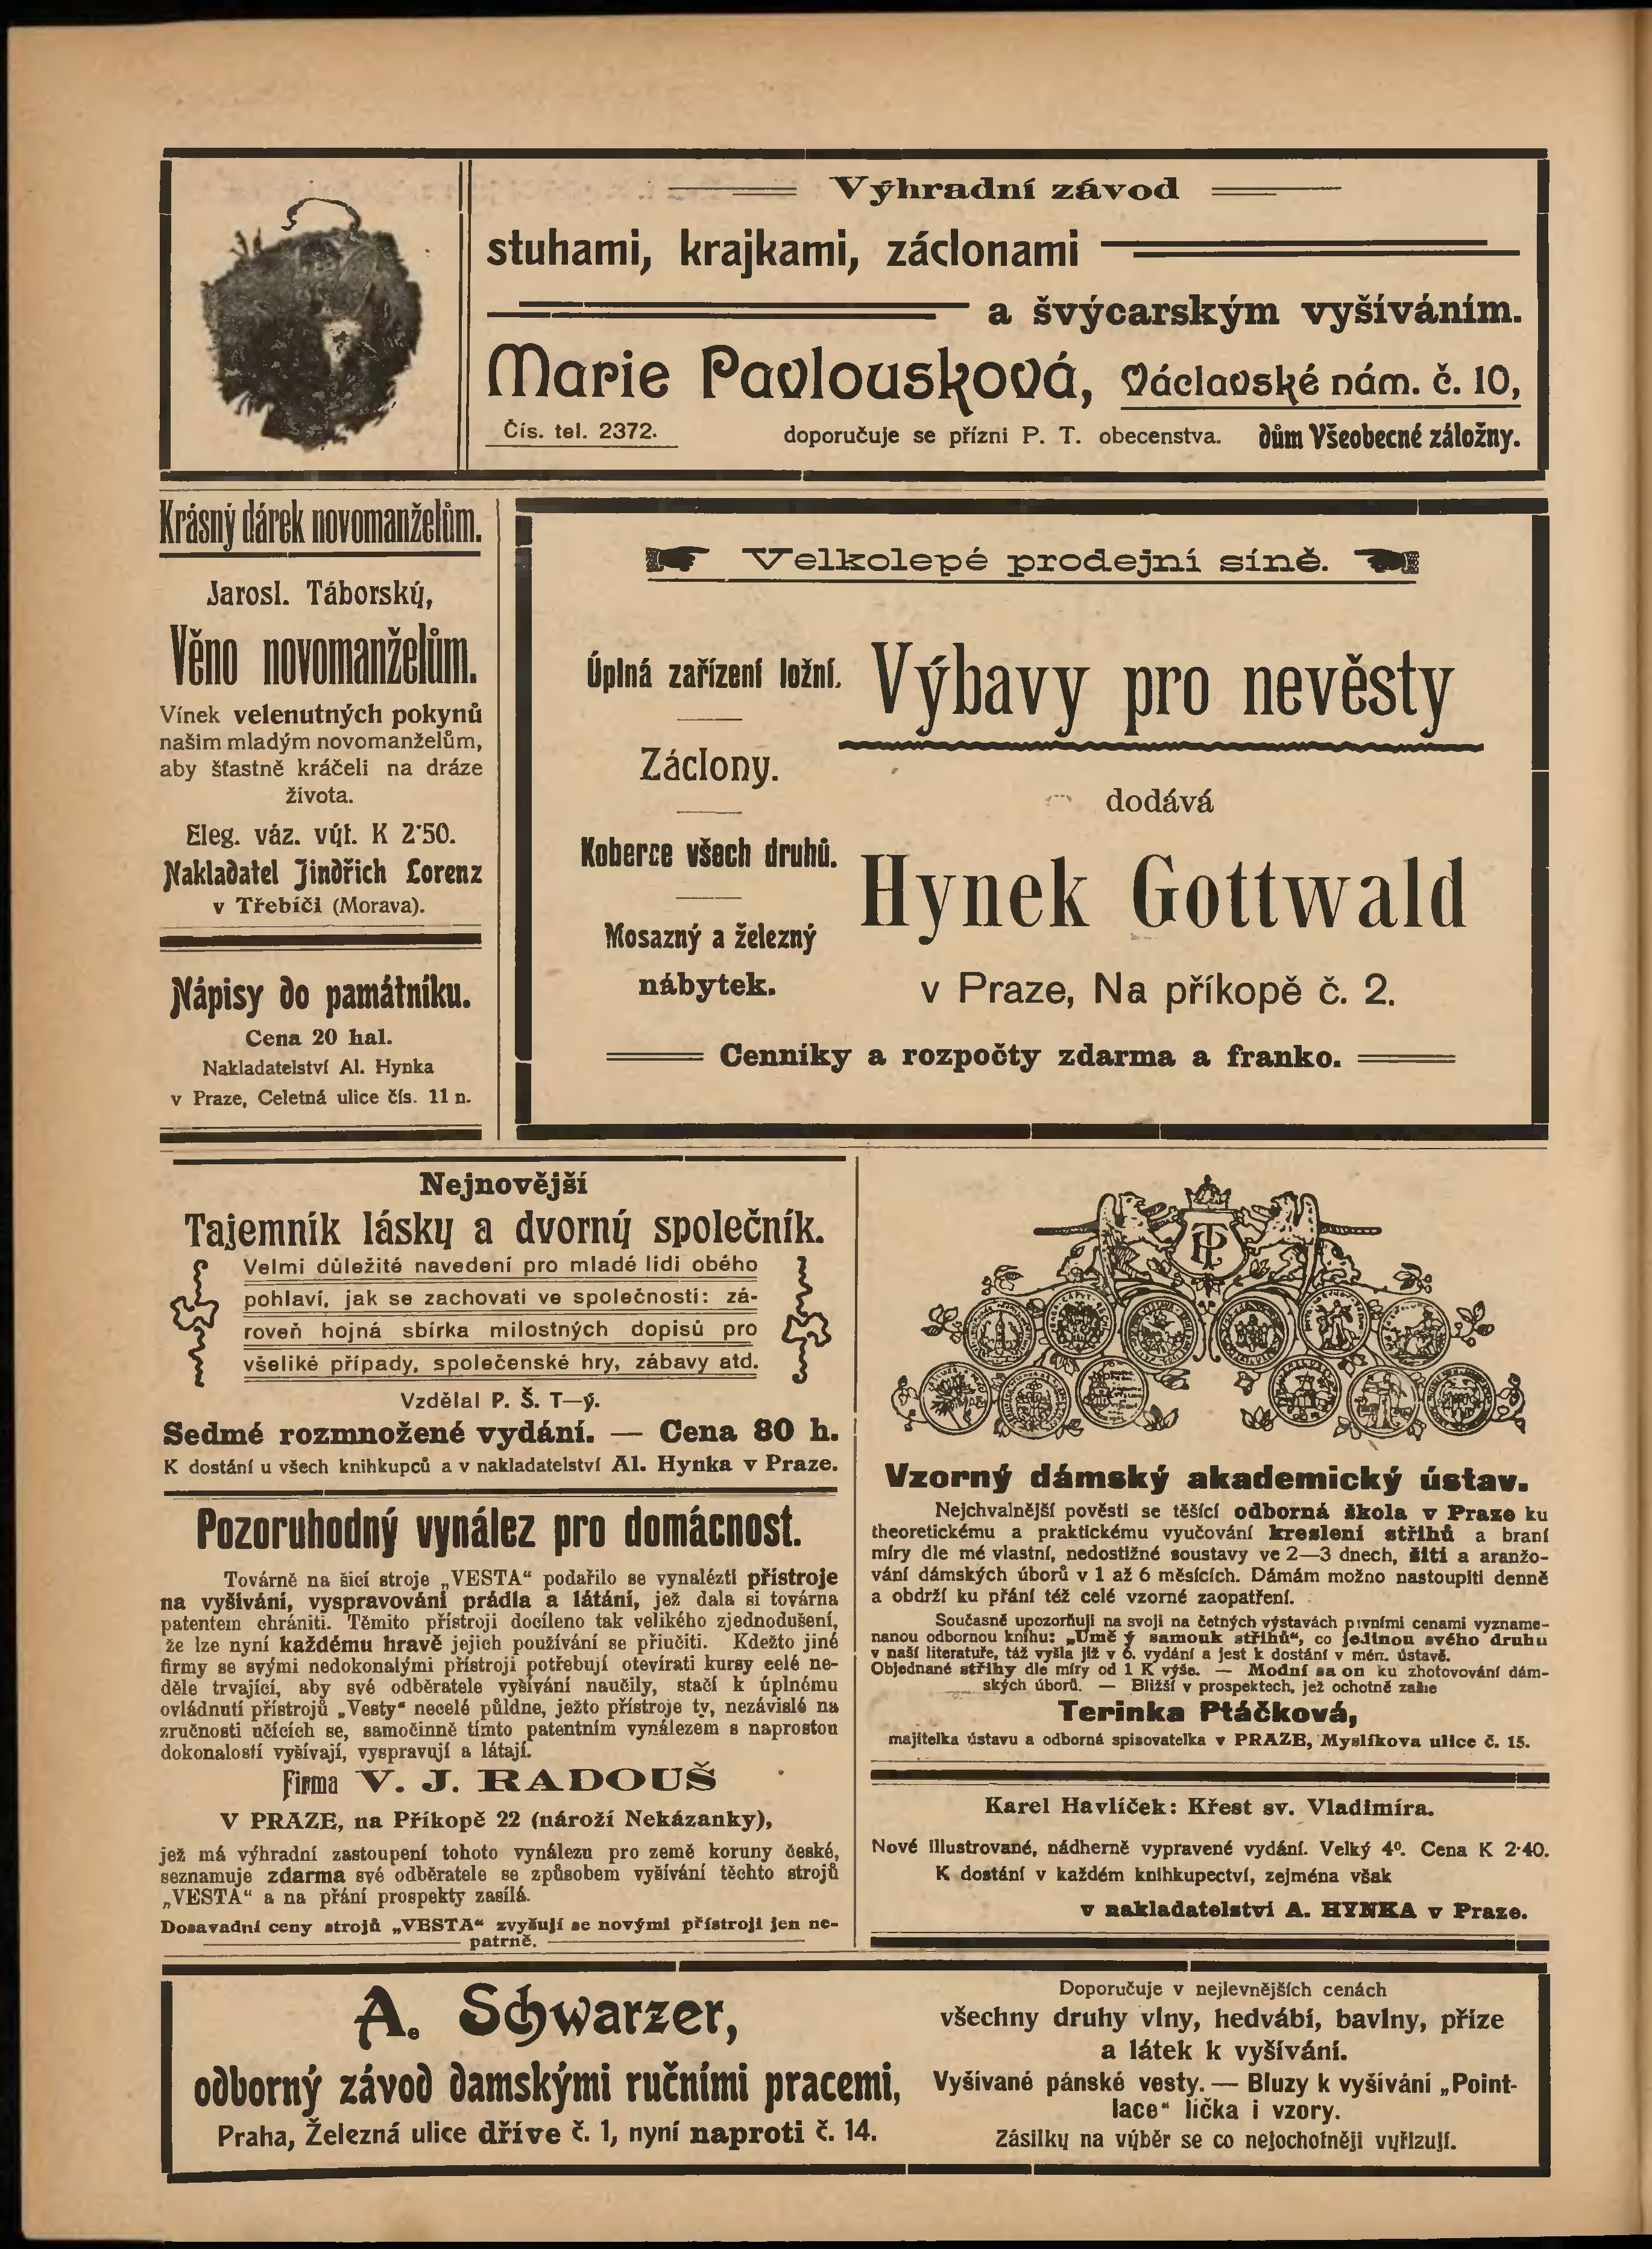 Výhradní závod
stuhami, krajkami, záclonami
a švýcarským vyšíváním.
Marie Pavlousková, Václavské nám. č. 10,
Čís. tel. 2372. doporučuje se přízni P. T. obecenstva. dům Všeobecné záložny.
Krásný dárek novomanželům.
Jarosl. Táborský,
Věno novomanželům.
Vínek velenutných pokynů
našim mladým novomanželům,
aby šťastně kráčeli na dráze
života.
Eleg. váz. výt. K 2·50.
Nakladatel Jindřich Lorenz
v Třebíči (Morava).
Nápisy do památníku.
Cena 20 hal.
Nakladatelství Al. Hynka
v Praze, Celetná ulice čís. 11 n.
Velkolepé prodejní síně.
Úplná zařízení ložní.
Záclony.
Koberce všech druhů.
Mosazný a železný
nábytek.
Výbavy pro nevěsty
dodává
Hynek Gottwald
v Praze, Na příkopě č. 2.
Cenníky a rozpočty zdarma a franko.
Nejnovější
Tajemník lásky a dvorný společník.
Velmi důležité navedení pro mladé lidi obého
pohlaví, jak se zachovati ve společnosti: zá-
roveň hojná sbírka milostných dopisů pro
všeliké případy, společenské hry, zábavy atd.
Vzdělal P. Š. T—ý.
Sedmé rozmnožené vydání. — Cena 80 h.
K dostání u všech knihkupců a v nakladatelství Al. Hynka v Praze.
Pozoruhodný vynález pro domácnost.
Továrně na šicí stroje „VESTA“ podařilo se vynalézti přístroje
na vyšívání, vyspravování prádla a látání, jež dala si továrna
patentem chrániti. Těmito přístroji docíleno tak velikého zjednodušení,
že lze nyní každému hravě jejich používání se přiučiti. Kdežto jiné
firmy se svými nedokonalými přístroji potřebují otevírati kursy celé ne-
děle trvající, aby své odběratele vyšívání naučily, stačí k úplnému
ovládnutí přístrojů „Vesty“ necelé půldne, ježto přístroje ty, nezávislé na
zručnosti učících se, samočinně tímto patentním vynálezem s naprostou
dokonalostí vyšívají, vyspravují a látají.
Firma V. J. RADOUŠ
V PRAZE, na Příkopě 22 (nároží Nekázanky),
jež má výhradní zastoupení tohoto vynálezu pro země koruny české,
seznamuje zdarma své odběratele se způsobem vyšívání těchto strojů
„VESTA“ a na přání prospekty zasílá.
Dosavadní ceny strojů „VESTA“ zvyšují se novými přístroji jen ne-
patrně.
Vzorný dámský akademický ústav.
Nejchvalnější pověsti se těšící odborná škola v Praze ku
theoretickému a praktickému vyučování kreslení střihů a braní
míry dle mé vlastní, nedostižné soustavy ve 2—3 dnech, šití a aranžo-
vání dámských úborů v 1 až 6 měsících. Dámám možno nastoupiti denně
a obdrží ku přání též celé vzorné zaopatření.
Současně upozorňuji na svoji na četných výstavách prvními cenami vyzname-
nanou odbornou knihu: samouk střihů“, co jedinou svého druhu
v naší literatuře, táž vyšla již v 6. vydání a jest k dostání v mém. ústavě.
Objednané střihy dle míry od 1 K výše. — Modní sa on ku zhotovování dám-
ských úborů. — Bližší v prospektech, jež ochotně zašle
Terinka Ptáčková,
majitelka ústavu a odborná spisovatelka v PRAZE, Myslíkova ulice č. 15.
Karel Havlíček: Křest sv. Vladimíra.
Nové illustrované, nádherně vypravené vydání. Velký 4⁰. Cena K 2·40.
K dostání v každém knihkupectví, zejména však
v nakladatelství A. HYNKA v Praze.
A. Schwarzer,
odborný závod damskými ručními pracemi,
Praha, Železná ulice dříve č. 1, nyní naproti č. 14.
Doporučuje v nejlevnějších cenách
všechny druhy vlny, hedvábí, bavlny, příze
a látek k vyšívání.
Vyšívané pánské vesty. — Bluzy k vyšívání „Point-
lace“ líčka i vzory.
Zásilky na výběr se co nejochotněji vyřizují.